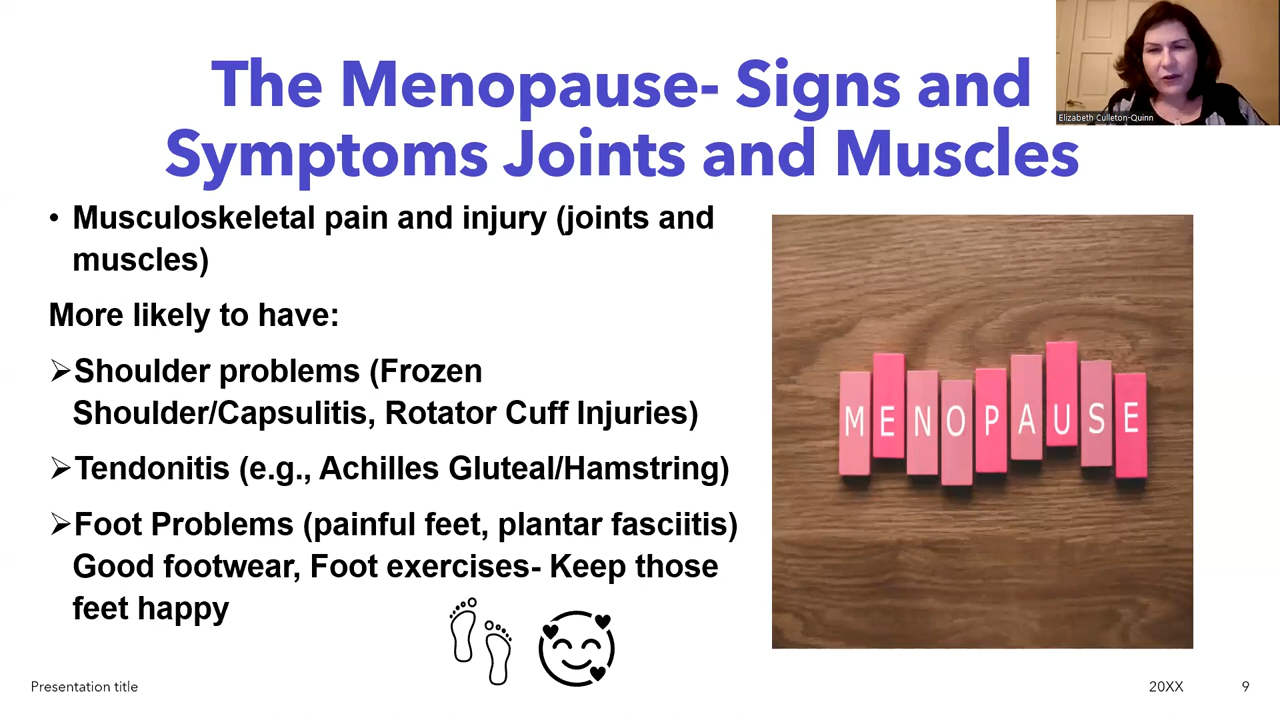 The Menopause- Signs and
Symptoms Joints and Muscles
Elizabeth Culleton-Quinn
• Musculoskeletal pain and injury (joints and
muscles)
More likely to have:
➢Shoulder problems (Frozen
Shoulder/Capsulitis, Rotator Cuff Injuries)
➢Tendonitis (e.g., Achilles Gluteal/Hamstring)
➢Foot Problems (painful feet, plantar fasciitis)
Good footwear, Foot exercises- Keep those
feet happy
MENOPAUSE
Presentation title
20XX
9